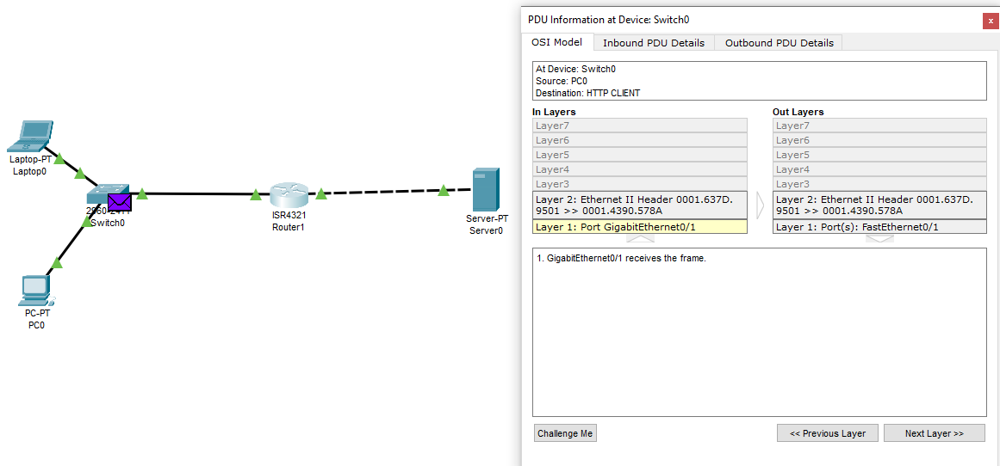 PDU Information at Device: Switch0
x
OSI Model
Inbound PDU Details
Outbound PDU Details
At Device: Switch0
Source: PC0
Destination: HTTP CLIENT
In Layers
Layer7
Layer6
Layer5
Layer4
Layer3
Layer 2: Ethernet II Header 0001.637D.
9501 >> 0001.4390.578A
Layer 1: Port GigabitEthernet0/1
Out Layers
Layer7
Layer6
Layer5
Layer4
Layer3
Layer 2: Ethernet II Header 0001.637D.
9501 >> 0001.4390.578A
Layer 1: Port(s): FastEthernet0/1
1. GigabitEthernet0/1 receives the frame.
Challenge Me
<< Previous Layer
Next Layer >>
Laptop-PT
Laptop0
Switch0
ISR4321
Router1
Server-PT
Server0
PC-PT
PC0